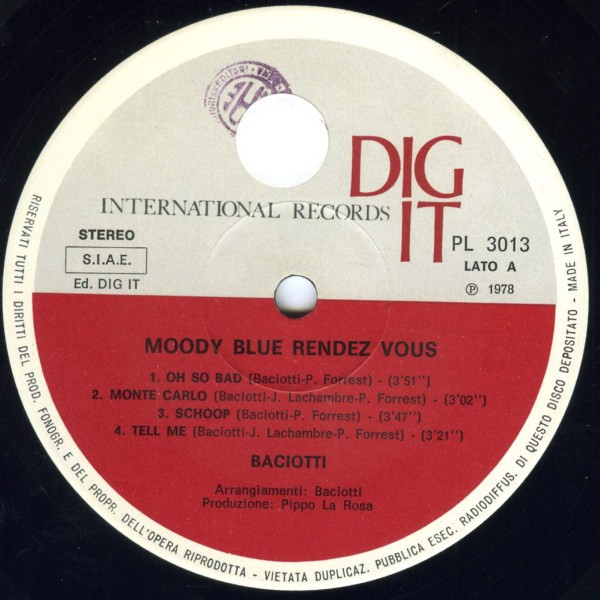 DIG
IT
INTERNATIONAL RECORDS
STEREO
S.I.A.E.
Ed. DIG IT
PL 3013
LATO A
Ⓟ 1978
MOODY BLUE RENDEZ VOUS
1. OH SO BAD (Baciotti-P. Forrest) - (3'51'')
2. MONTE CARLO (Baciotti-J. Lachambre-P. Forrest) - (3'02'')
3. SCHOOP (Baciotti-P. Forrest) - (3'47'')
4. TELL ME (Baciotti-J. Lachambre-P. Forrest) - (3'21'')
BACIOTTI
Arrangiamenti: Baciotti
Produzione: Pippo La Rosa
RISERVATI TUTTI I DIRITTI DEL PROD. FONOGR. E DEL PROPR. DELL'OPERA RIPRODOTTA - VIETATA DUPLICAZ. PUBBLICA ESEC. RADIODIFFUS. DI QUESTO DISCO DEPOSITATO - MADE IN ITALY